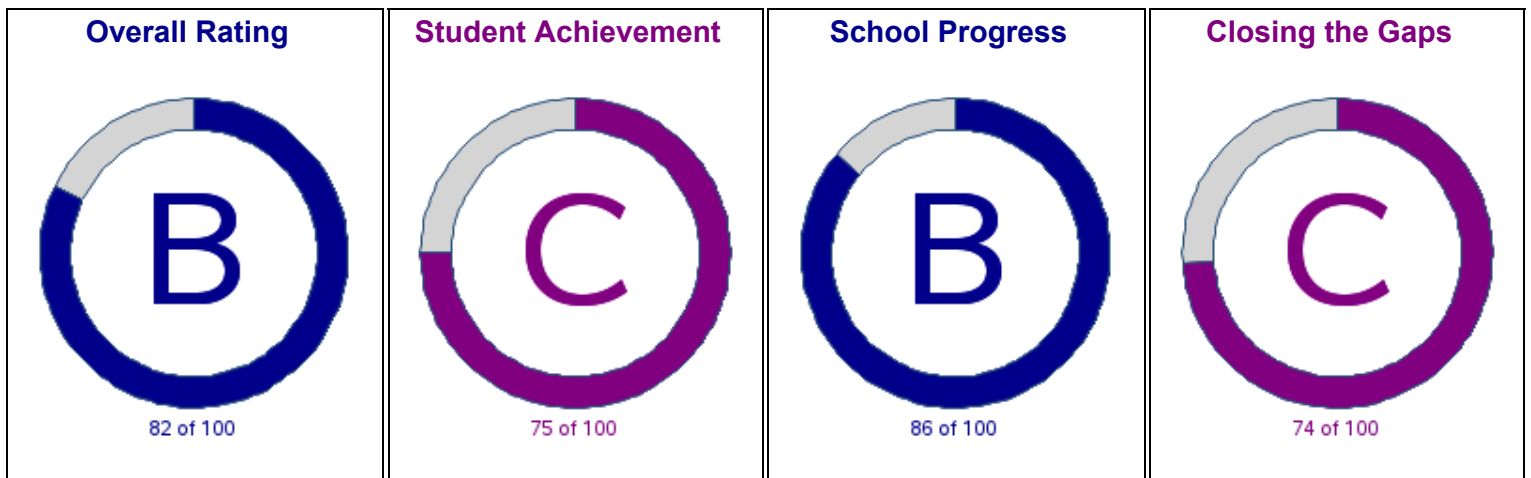 Overall Rating
B
82 of 100
Student Achievement
C
75 of 100
School Progress
B
86 of 100
Closing the Gaps
C
74 of 100